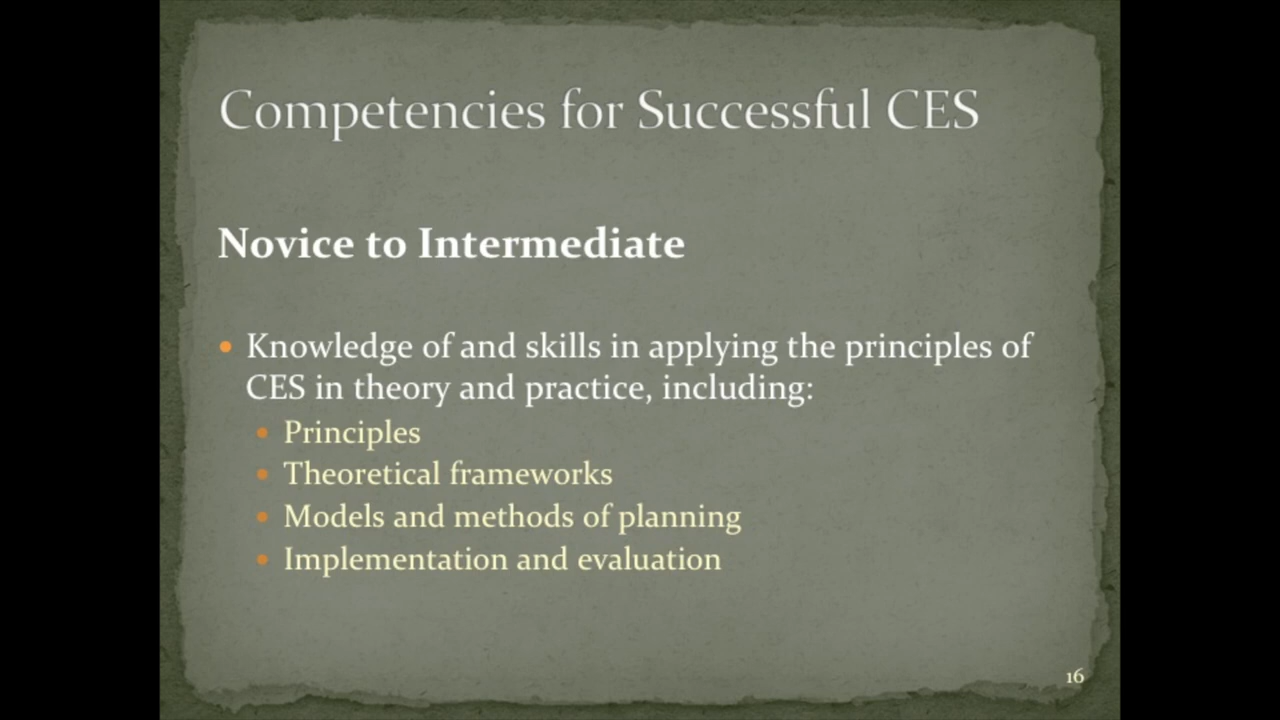 Competencies for Successful CES
Novice to Intermediate
• Knowledge of and skills in applying the principles of
CES in theory and practice, including:
• Principles
• Theoretical frameworks
• Models and methods of planning
• Implementation and evaluation
16